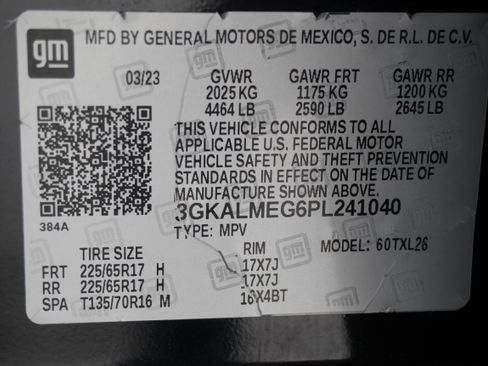 gm
MFD BY GENERAL MOTORS DE MEXICO, S. DE R.L. DE C.V.
03/23 GVWR GAWR FRT GAWR RR
2025 KG 1175 KG 1200 KG
4464 LB 2590 LB 2645 LB
THIS VEHICLE CONFORMS TO ALL
APPLICABLE U.S. FEDERAL MOTOR
VEHICLE SAFETY AND THEFT PREVENTION
STANDARDS IN EFFECT ON THE DATE OF
MANUFACTURE SHOWN ABOVE.
3GKALMEG6PL241040
384A
TYPE: MPV MODEL: 60TXL26
TIRE SIZE RIM
FRT 225/65R17 H 17X7J
RR 225/65R17 H 17X7J
SPA T135/70R16 M 16X4BT